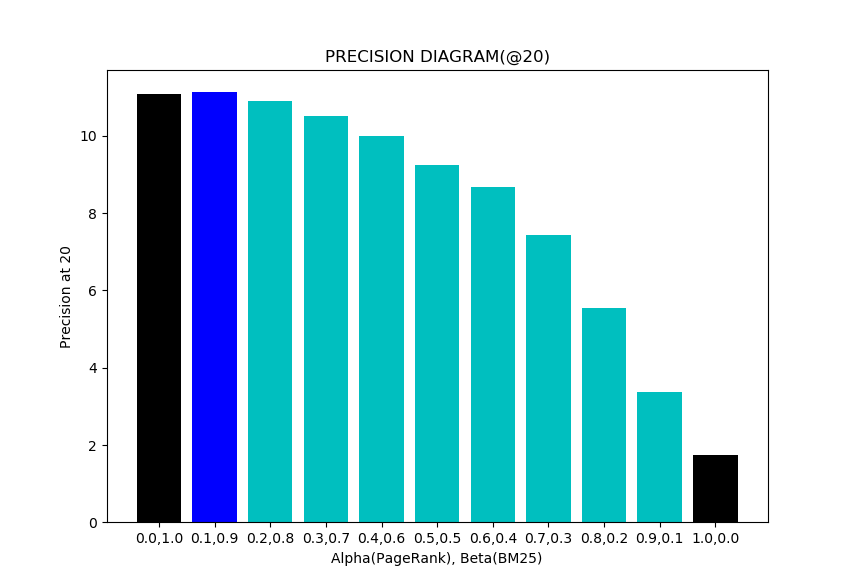 PRECISION DIAGRAM(@20)
Precision at 20
10
8
6
4
2
0
0.0,1.0 0.1,0.9 0.2,0.8 0.3,0.7 0.4,0.6 0.5,0.5 0.6,0.4 0.7,0.3 0.8,0.2 0.9,0.1 1.0,0.0
Alpha(PageRank), Beta(BM25)